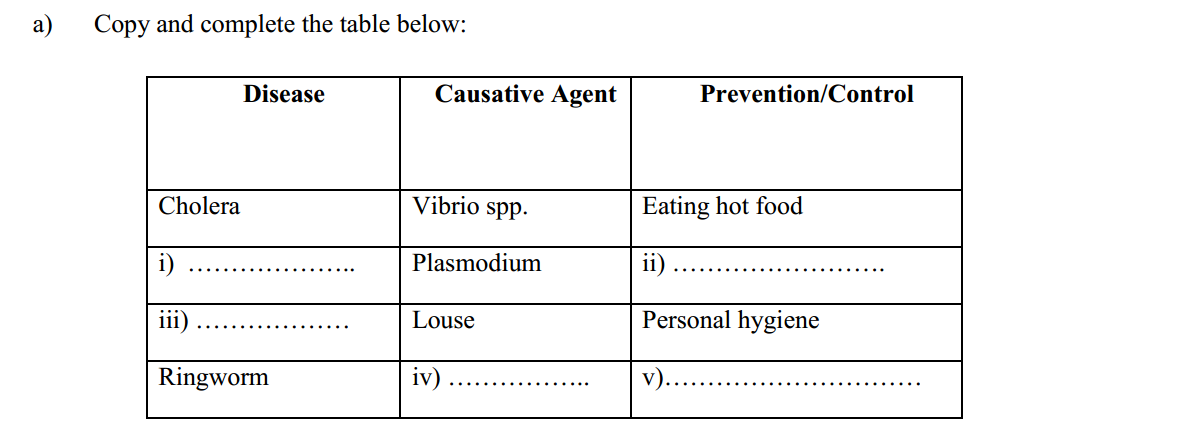 a) Copy and complete the table below:
Disease Causative Agent Prevention/Control
Cholera Vibrio spp. Eating hot food
i) ………………….. Plasmodium ii) ……………………..
iii) ……………… Louse Personal hygiene
Ringworm iv) …………….. v)…………………………